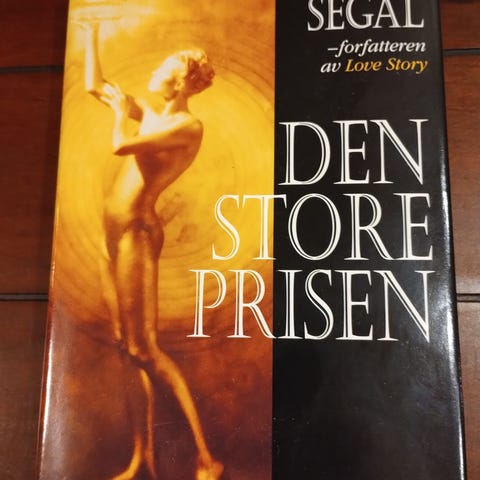 SEGAL
–forfatteren
av Love Story
DEN
STORE
PRISEN